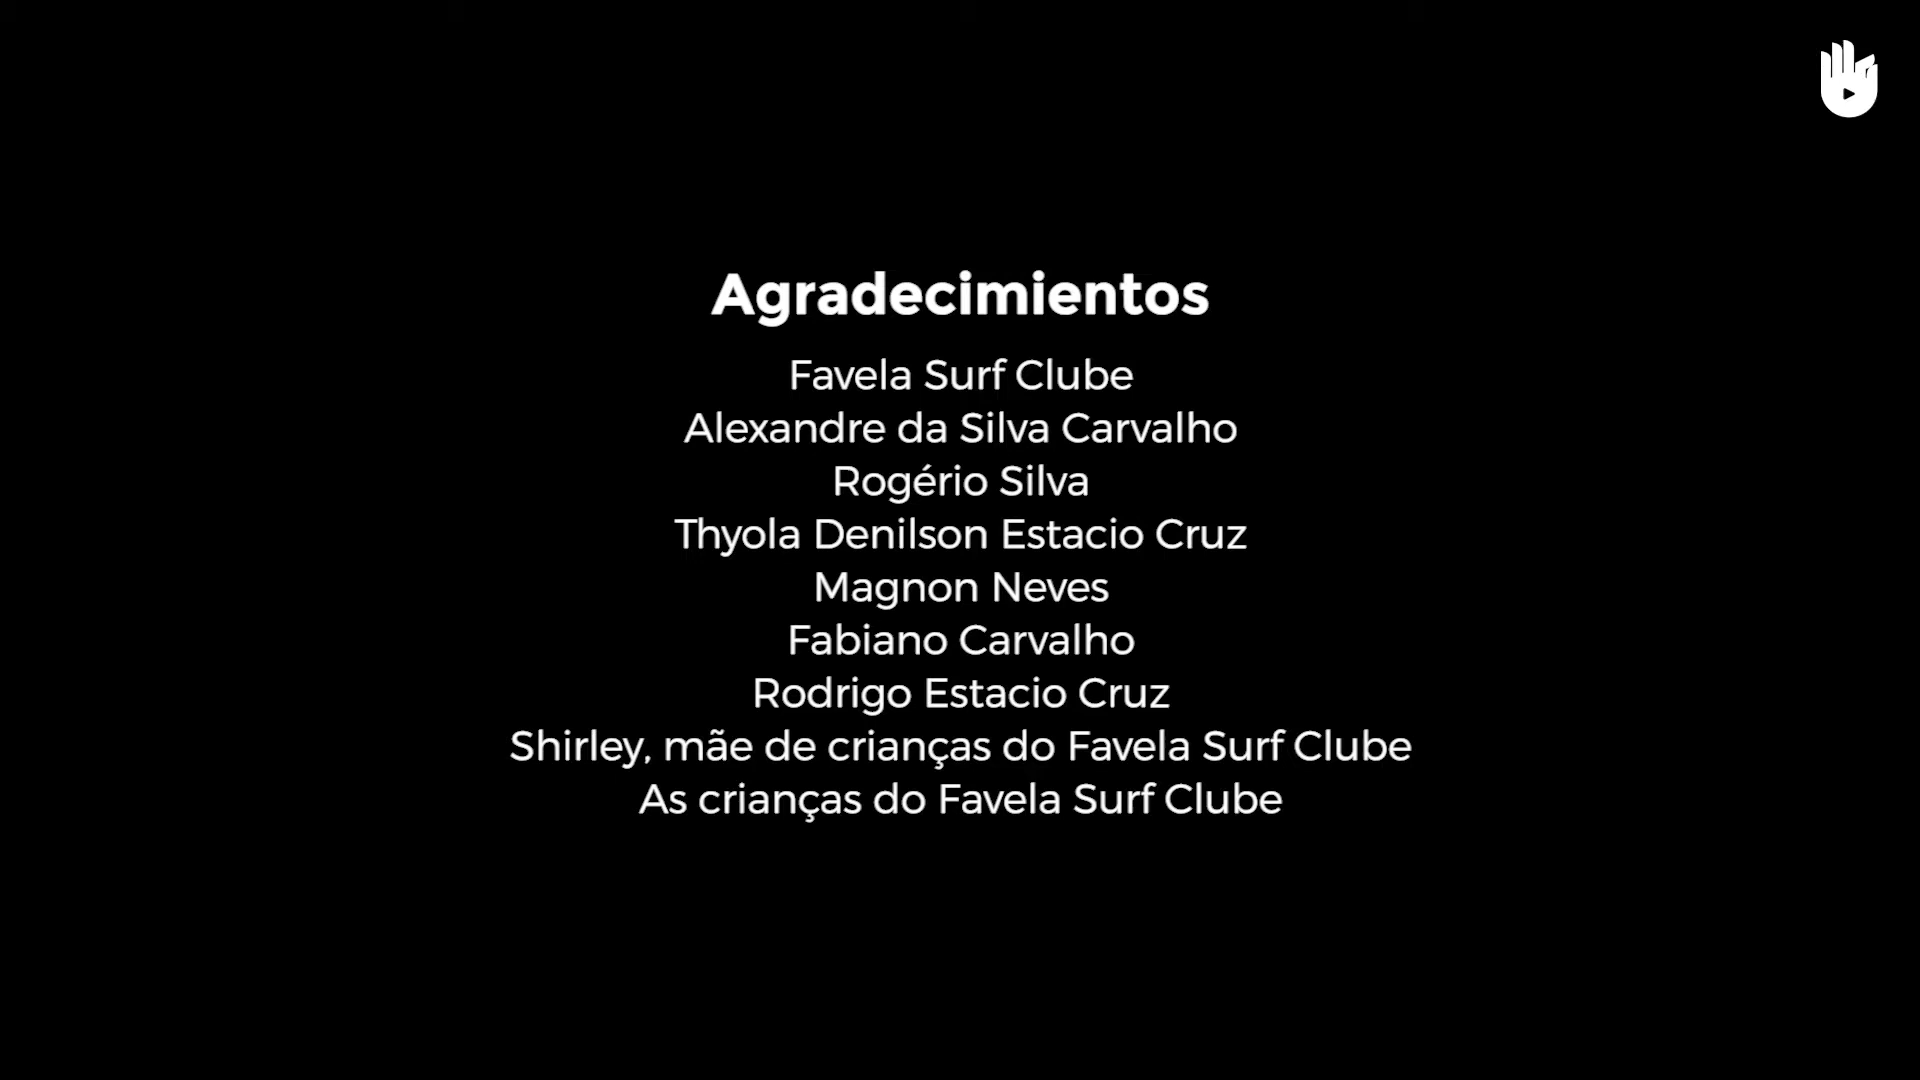 Agradecimientos
Favela Surf Clube
Alexandre da Silva Carvalho
Rogério Silva
Thyola Denilson Estacio Cruz
Magnon Neves
Fabiano Carvalho
Rodrigo Estacio Cruz
Shirley, mãe de crianças do Favela Surf Clube
As crianças do Favela Surf Clube